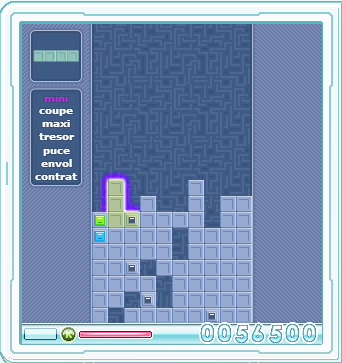 mini
coupe
maxi
tresor
puce
envol
contrat
0056500